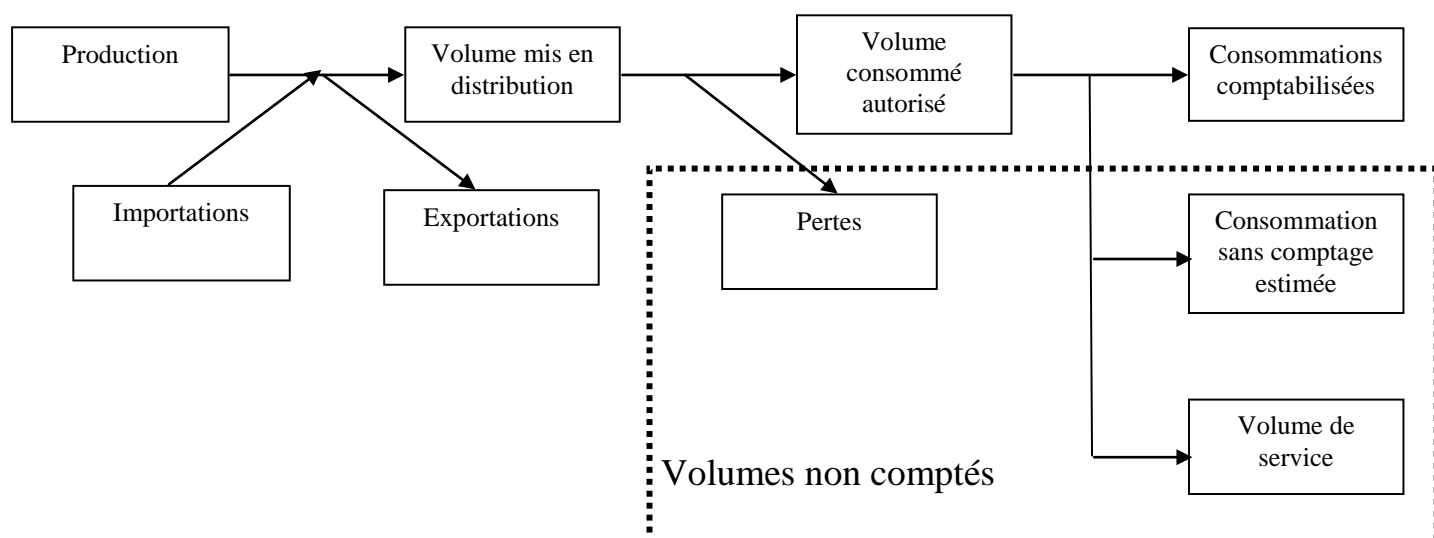 Production
Volume mis en
distribution
Volume
consommé
autorisé
Consommations
comptabilisées
Importations
Exportations
Pertes
Consommation
sans comptage
estimée
Volume de
service
Volumes non comptés